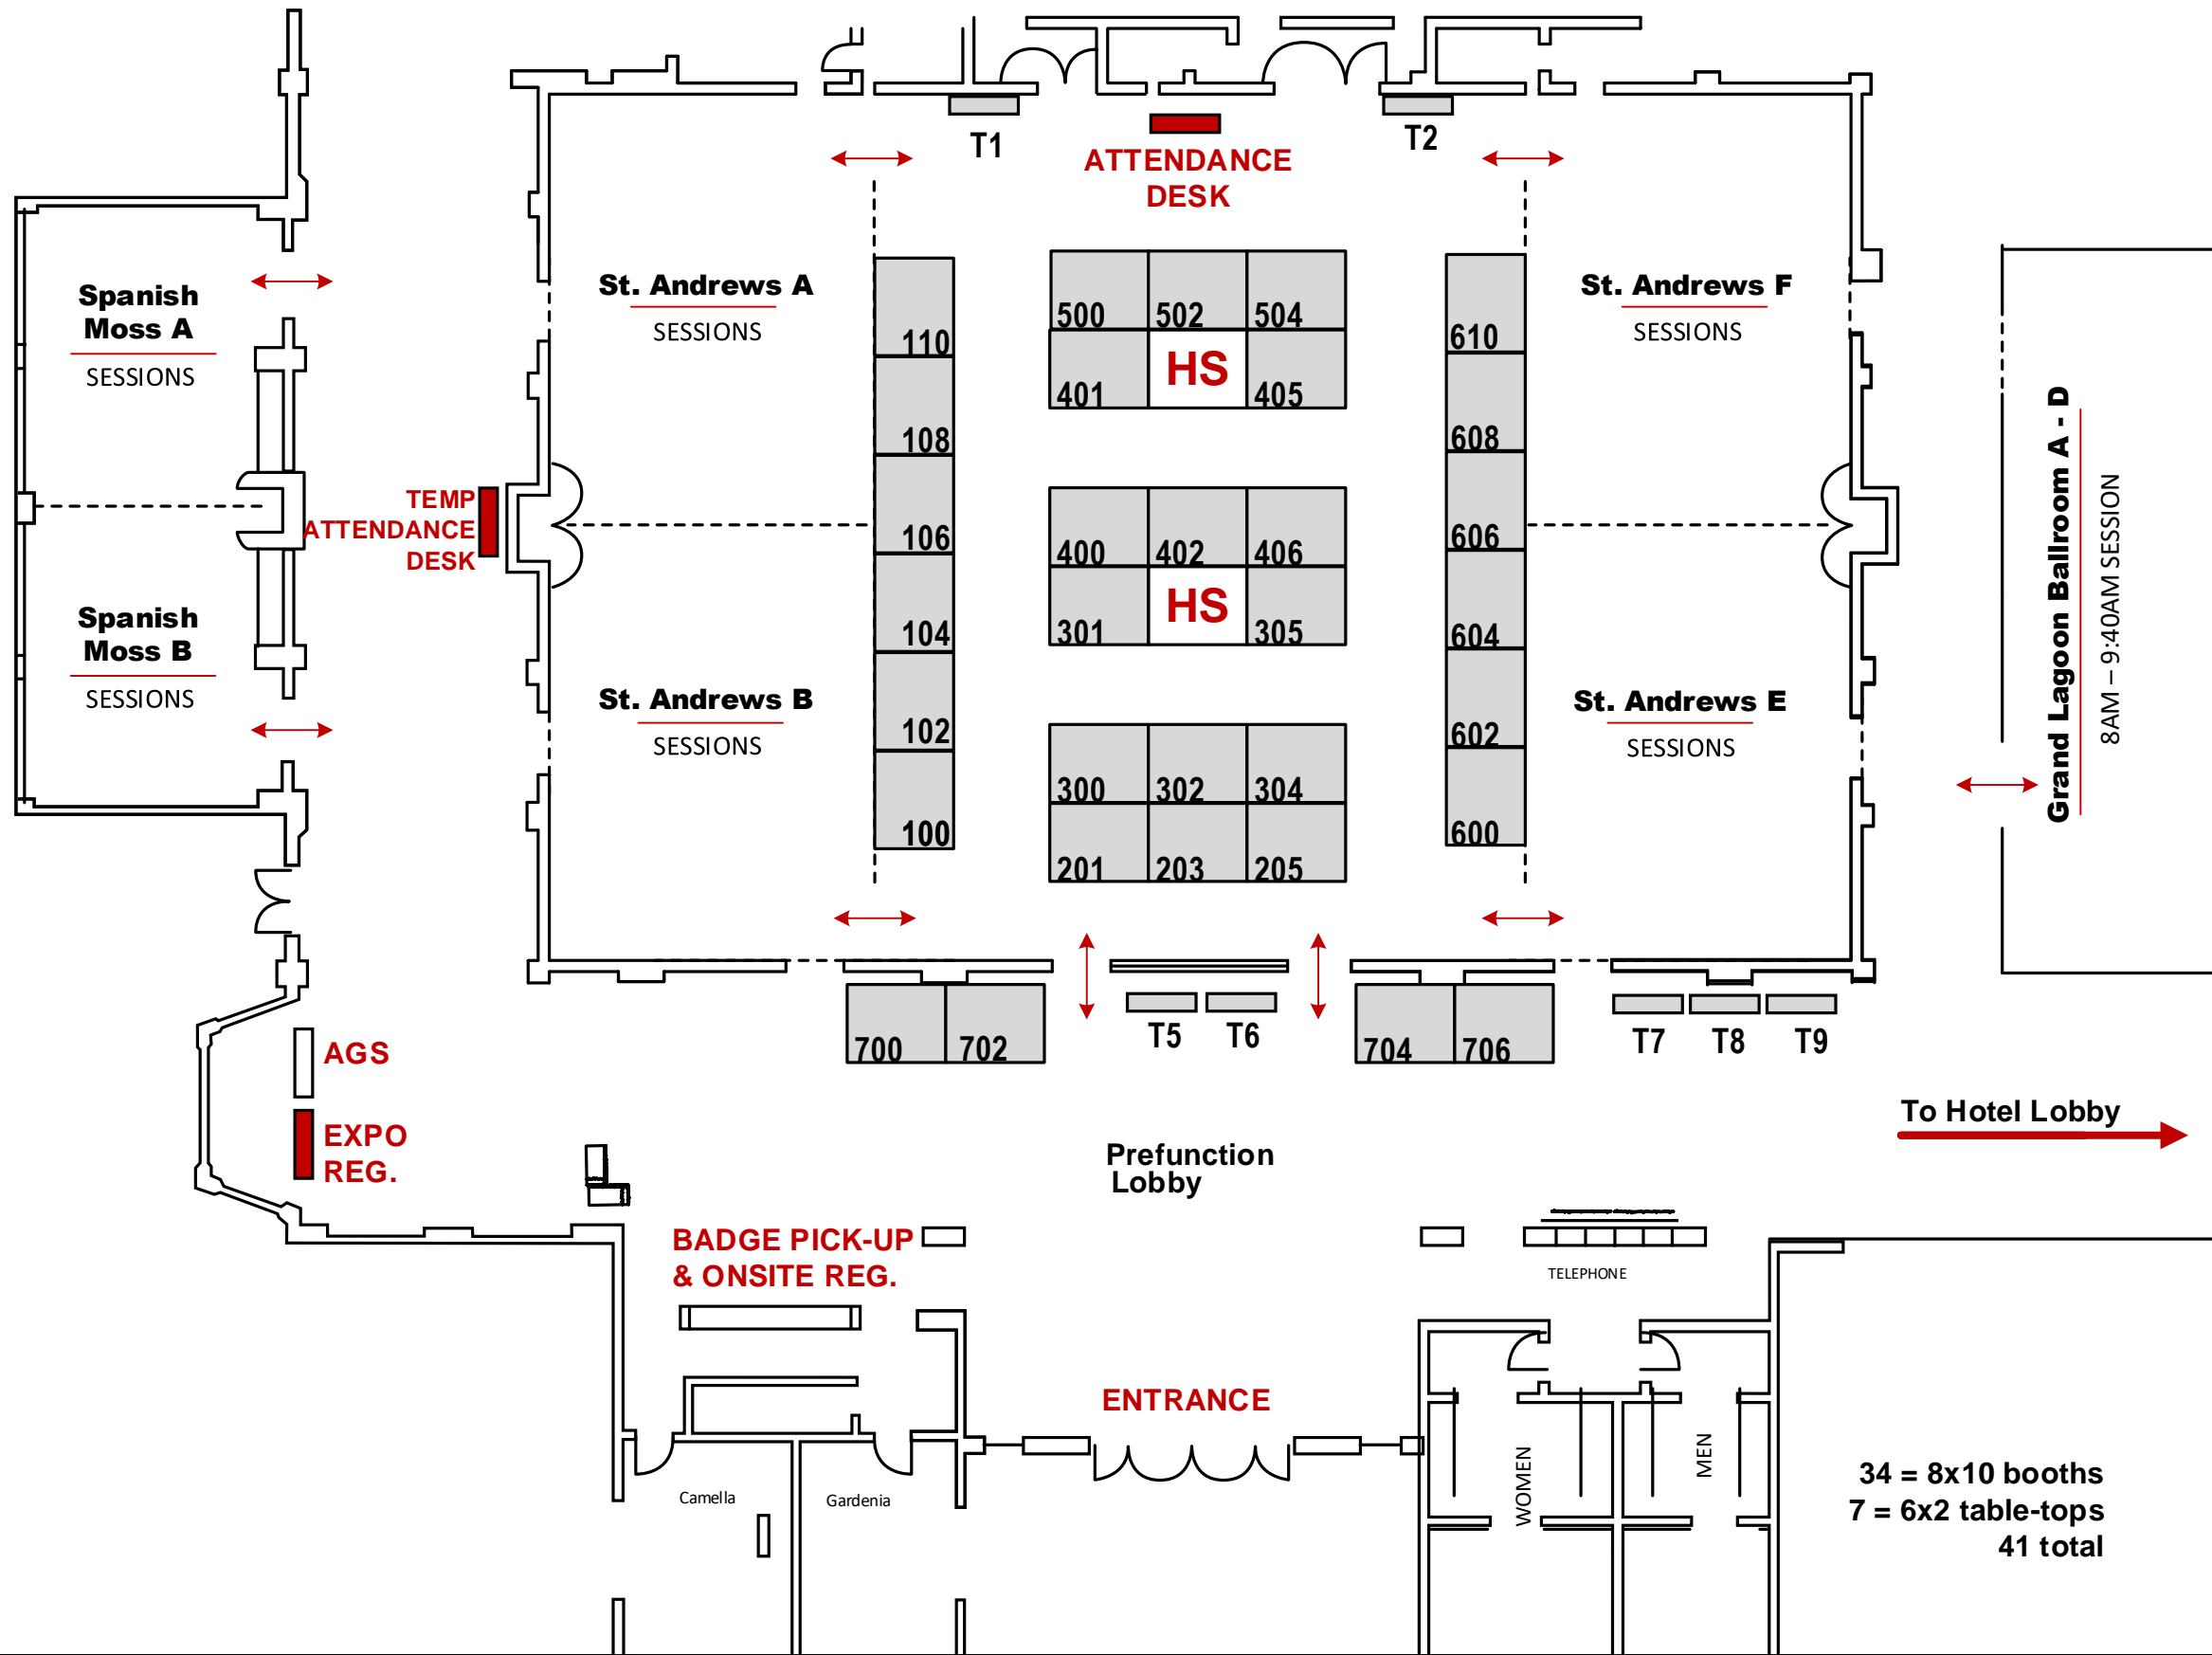 T1
T2
ATTENDANCE
DESK
Spanish
Moss A
SESSIONS
St. Andrews A
SESSIONS
110
108
106
104
102
100
500
502
504
401
HS
405
400
402
406
301
HS
305
300
302
304
201
203
205
610
608
606
604
602
600
St. Andrews F
SESSIONS
TEMP
ATTENDANCE
DESK
Spanish
Moss B
SESSIONS
St. Andrews B
SESSIONS
St. Andrews E
SESSIONS
Grand Lagoon Ballroom A - D
8AM – 9:40AM SESSION
700
702
T5
T6
704
706
T7
T8
T9
AGS
EXPO
REG.
To Hotel Lobby
Prefunction
Lobby
BADGE PICK-UP
& ONSITE REG.
TELEPHONE
ENTRANCE
WOMEN
MEN
Camella
Gardenia
34 = 8x10 booths
7 = 6x2 table-tops
41 total